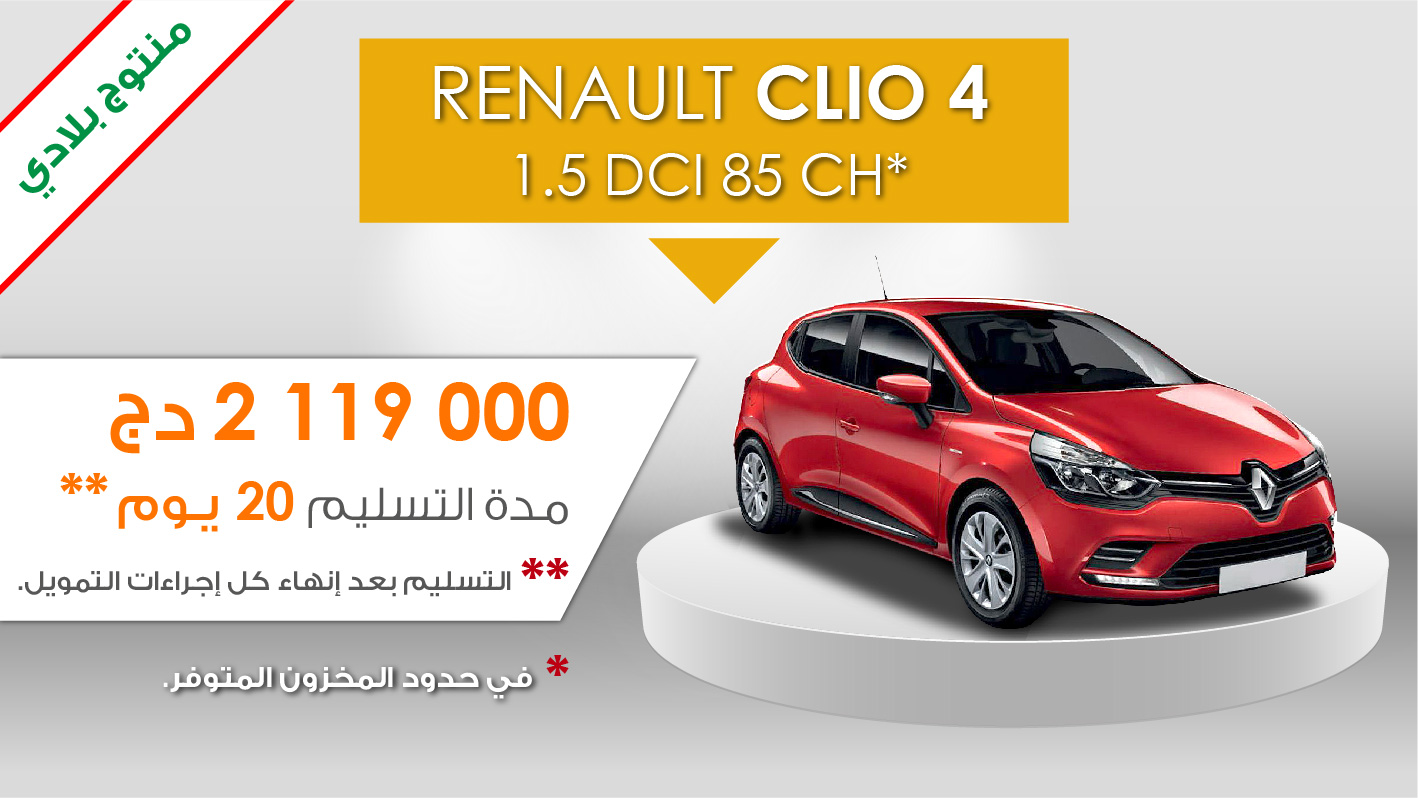 منتوج بلادي
RENAULT CLIO 4
1.5 DCI 85 CH*
2 119 000 دج
مدة التسليم 20 يوم**
** التسليم بعد إنهاء كل إجراءات التمويل.
* في حدود المخزون المتوفر.